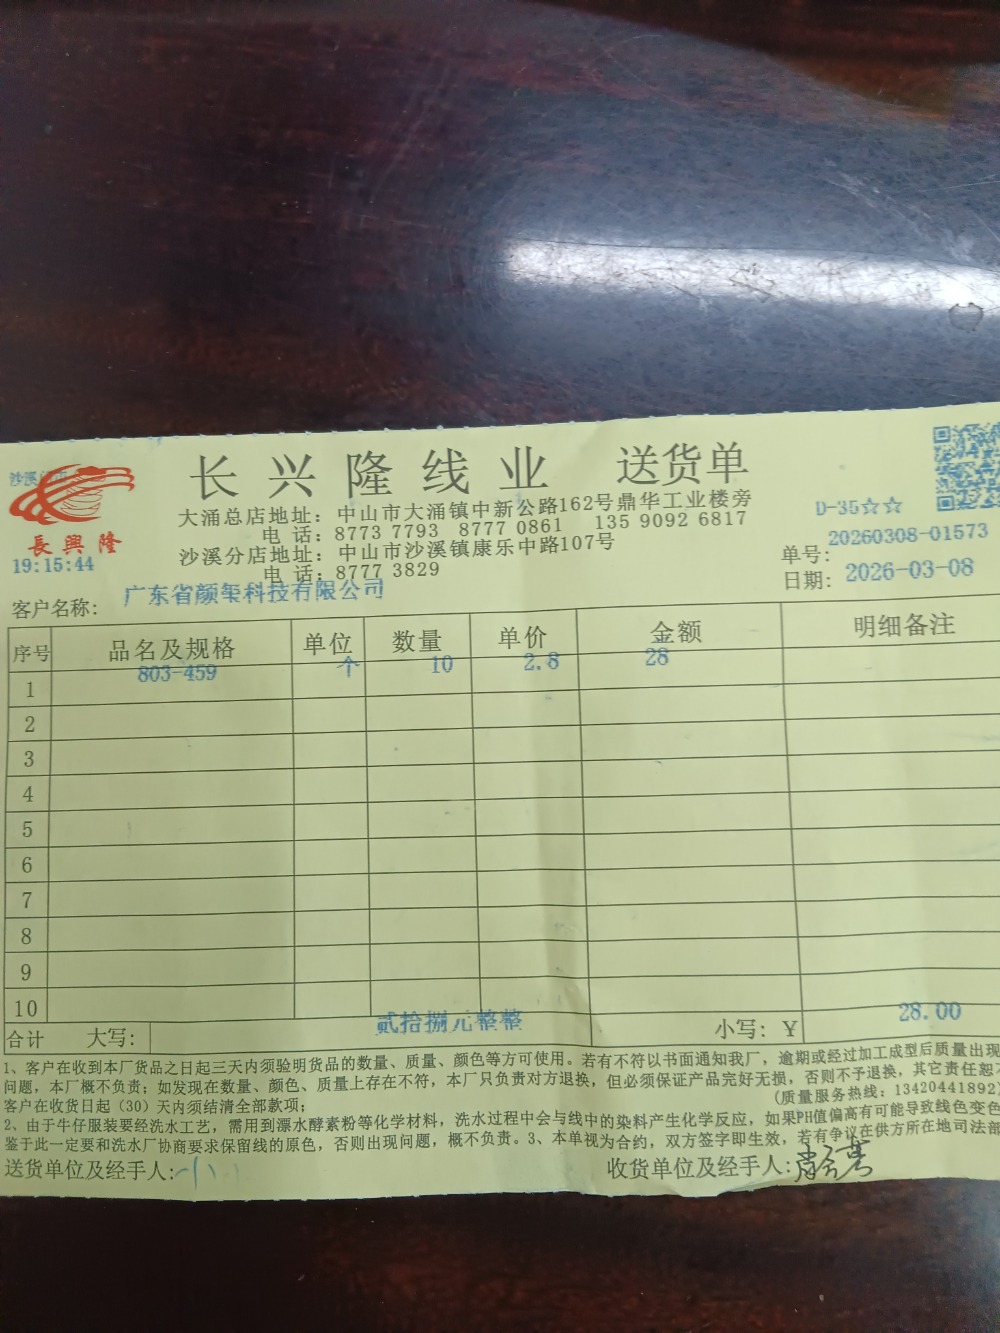 长兴隆线业 送货单
長興隆
19:15:44
大涌总店地址：中山市大涌镇中新公路162号鼎华工业楼旁
电 话：8773 7793 8777 0861 135 9092 6817
沙溪分店地址：中山市沙溪镇康乐中路107号
电 话：8777 3829
D-35☆☆
单号：20260308-01573
日期：2026-03-08
客户名称：广东省颜玺科技有限公司
序号 品名及规格 单位 数量 单价 金额 明细备注
1 803-459 个 10 2.8 28
2
3
4
5
6
7
8
9
10
合计 大写：贰拾捌元整整 小写：¥ 28.00
1、客户在收到本厂货品之日起三天内须验明货品的数量、质量、颜色等方可使用。若有不符以书面通知我厂，逾期或经过加工成型后质量出现
问题，本厂概不负责；如发现在数量、颜色、质量上存在不符，本厂只负责对方退换，但必须保证产品完好无损，否则不予退换，其它责任恕不
客户在收货日起（30）天内须结清全部款项； (质量服务热线：13420441892)
2、由于牛仔服装要经洗水工艺，需用到漂水酵素粉等化学材料，洗水过程中会与线中的染料产生化学反应，如果PH值偏高有可能导致线色变色
鉴于此一定要和洗水厂协商要求保留线的原色，否则出现问题，概不负责。3、本单视为合约，双方签字即生效，若有争议在供方所在地司法部
送货单位及经手人： 收货单位及经手人：